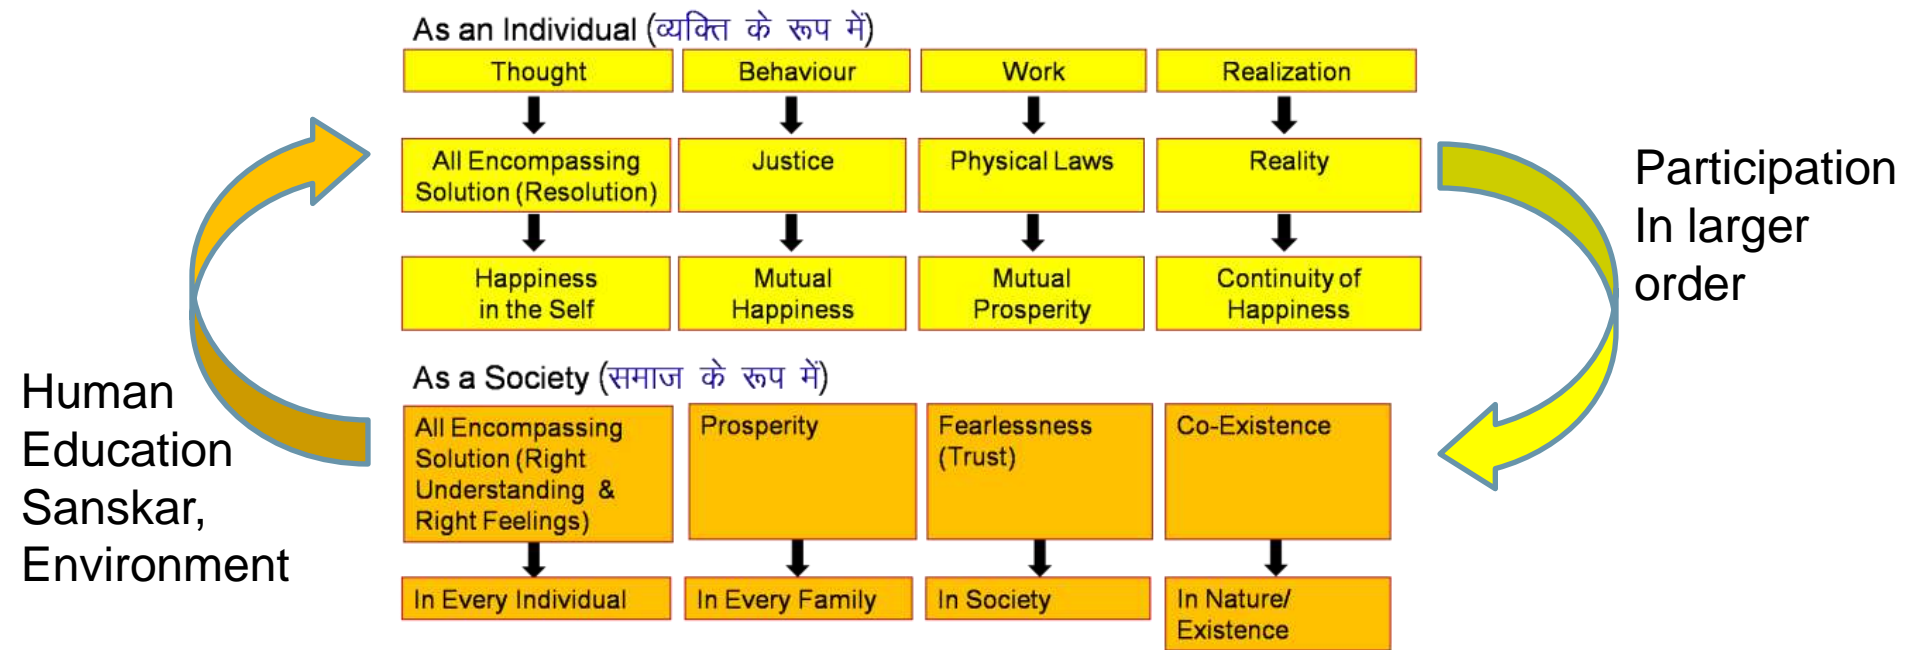 As an Individual (व्यक्ति के रूप में)
Thought
Behaviour
Work
Realization
All Encompassing
Solution (Resolution)
Justice
Physical Laws
Reality
Happiness
in the Self
Mutual
Happiness
Mutual
Prosperity
Continuity of
Happiness
Participation
In larger
order
As a Society (समाज के रूप में)
Human
Education
Sanskar,
Environment
All Encompassing
Solution (Right
Understanding &
Right Feelings)
Prosperity
Fearlessness
(Trust)
Co-Existence
In Every Individual
In Every Family
In Society
In Nature/
Existence